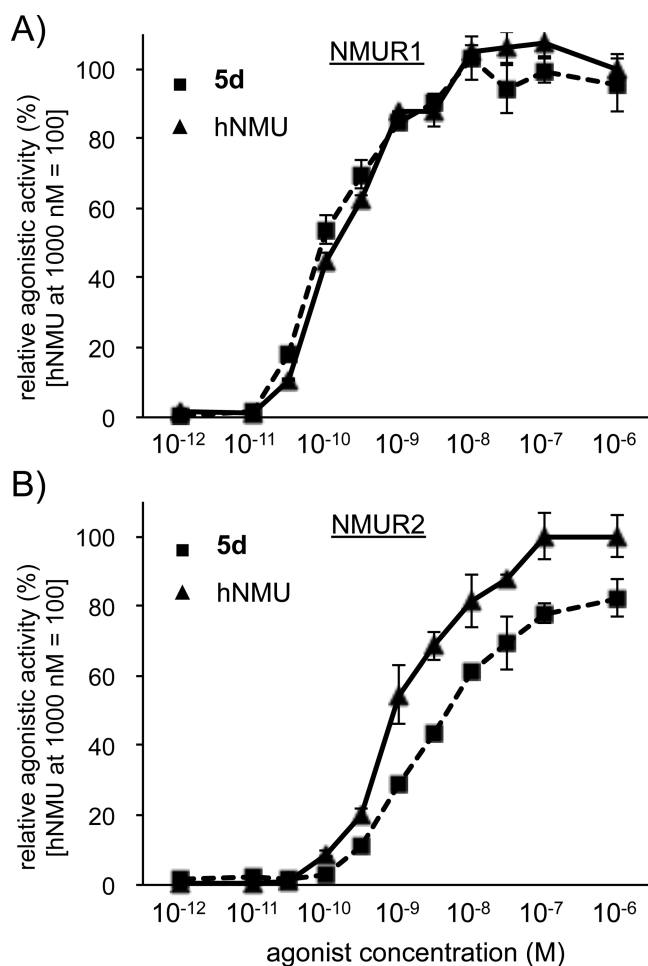 A)
NMUR1
5d
hNMU
relative agonistic activity (%)
[hNMU at 1000 nM = 100]
100
80
60
40
20
0
10-12 10-11 10-10 10-9 10-8 10-7 10-6
B)
NMUR2
5d
hNMU
relative agonistic activity (%)
[hNMU at 1000 nM = 100]
100
80
60
40
20
0
10-12 10-11 10-10 10-9 10-8 10-7 10-6
agonist concentration (M)